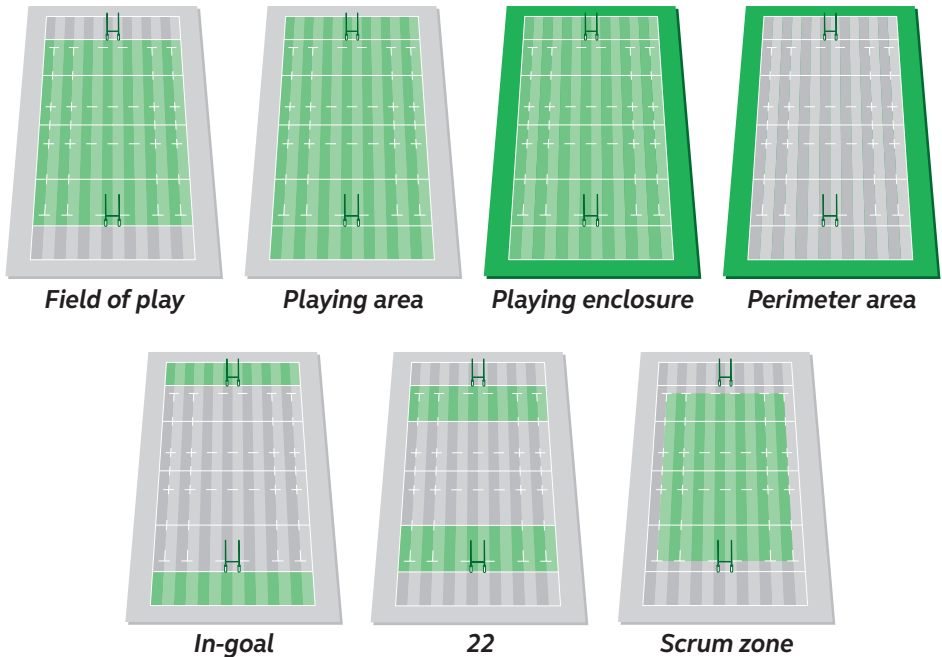 Field of play
Playing area
Playing enclosure
Perimeter area
In-goal
22
Scrum zone